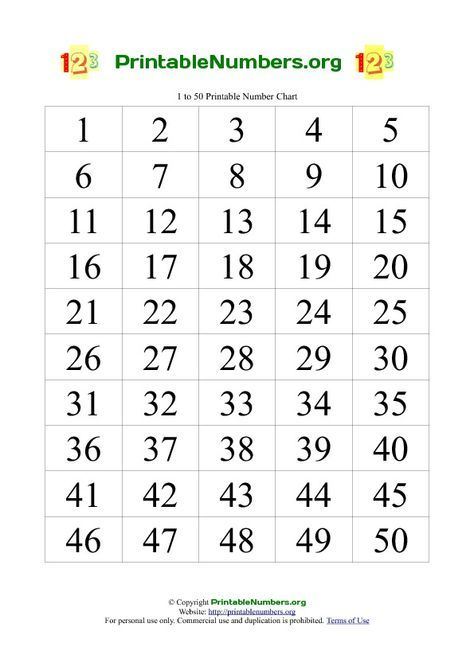 123 PrintableNumbers.org 123
1 to 50 Printable Number Chart
1 2 3 4 5
6 7 8 9 10
11 12 13 14 15
16 17 18 19 20
21 22 23 24 25
26 27 28 29 30
31 32 33 34 35
36 37 38 39 40
41 42 43 44 45
46 47 48 49 50
© Copyright PrintableNumbers.org
Website: http://printablenumbers.org
For personal use only. Commercial use and duplication is prohibited. Terms of Use